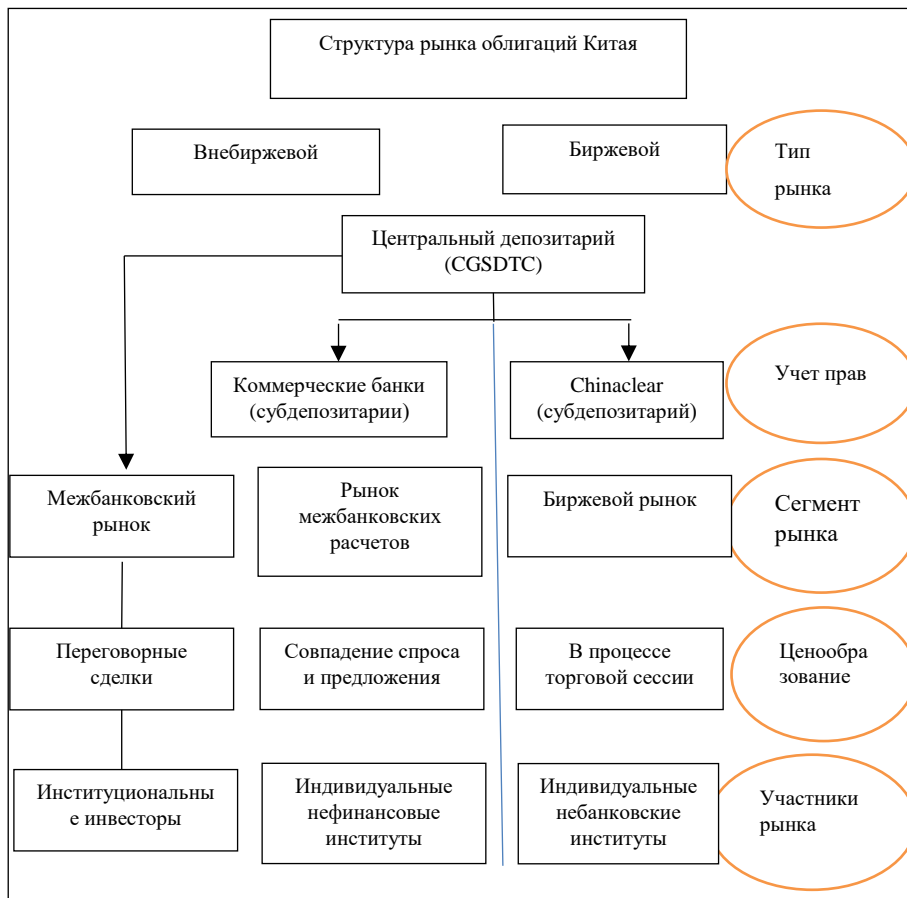 Структура рынка облигаций Китая
Внебиржевой
Биржевой
Тип
рынка
Центральный депозитарий
(CGSDTC)
Коммерческие банки
(субдепозитарии)
Chinaclear
(субдепозитарий)
Учет прав
Межбанковский
рынок
Рынок
межбанковских
расчетов
Биржевой рынок
Сегмент
рынка
Переговорные
сделки
Совпадение спроса
и предложения
В процессе
торговой сессии
Ценообра
зование
Институциональны
е инвесторы
Индивидуальные
нефинансовые
институты
Индивидуальные
небанковские
институты
Участники
рынка